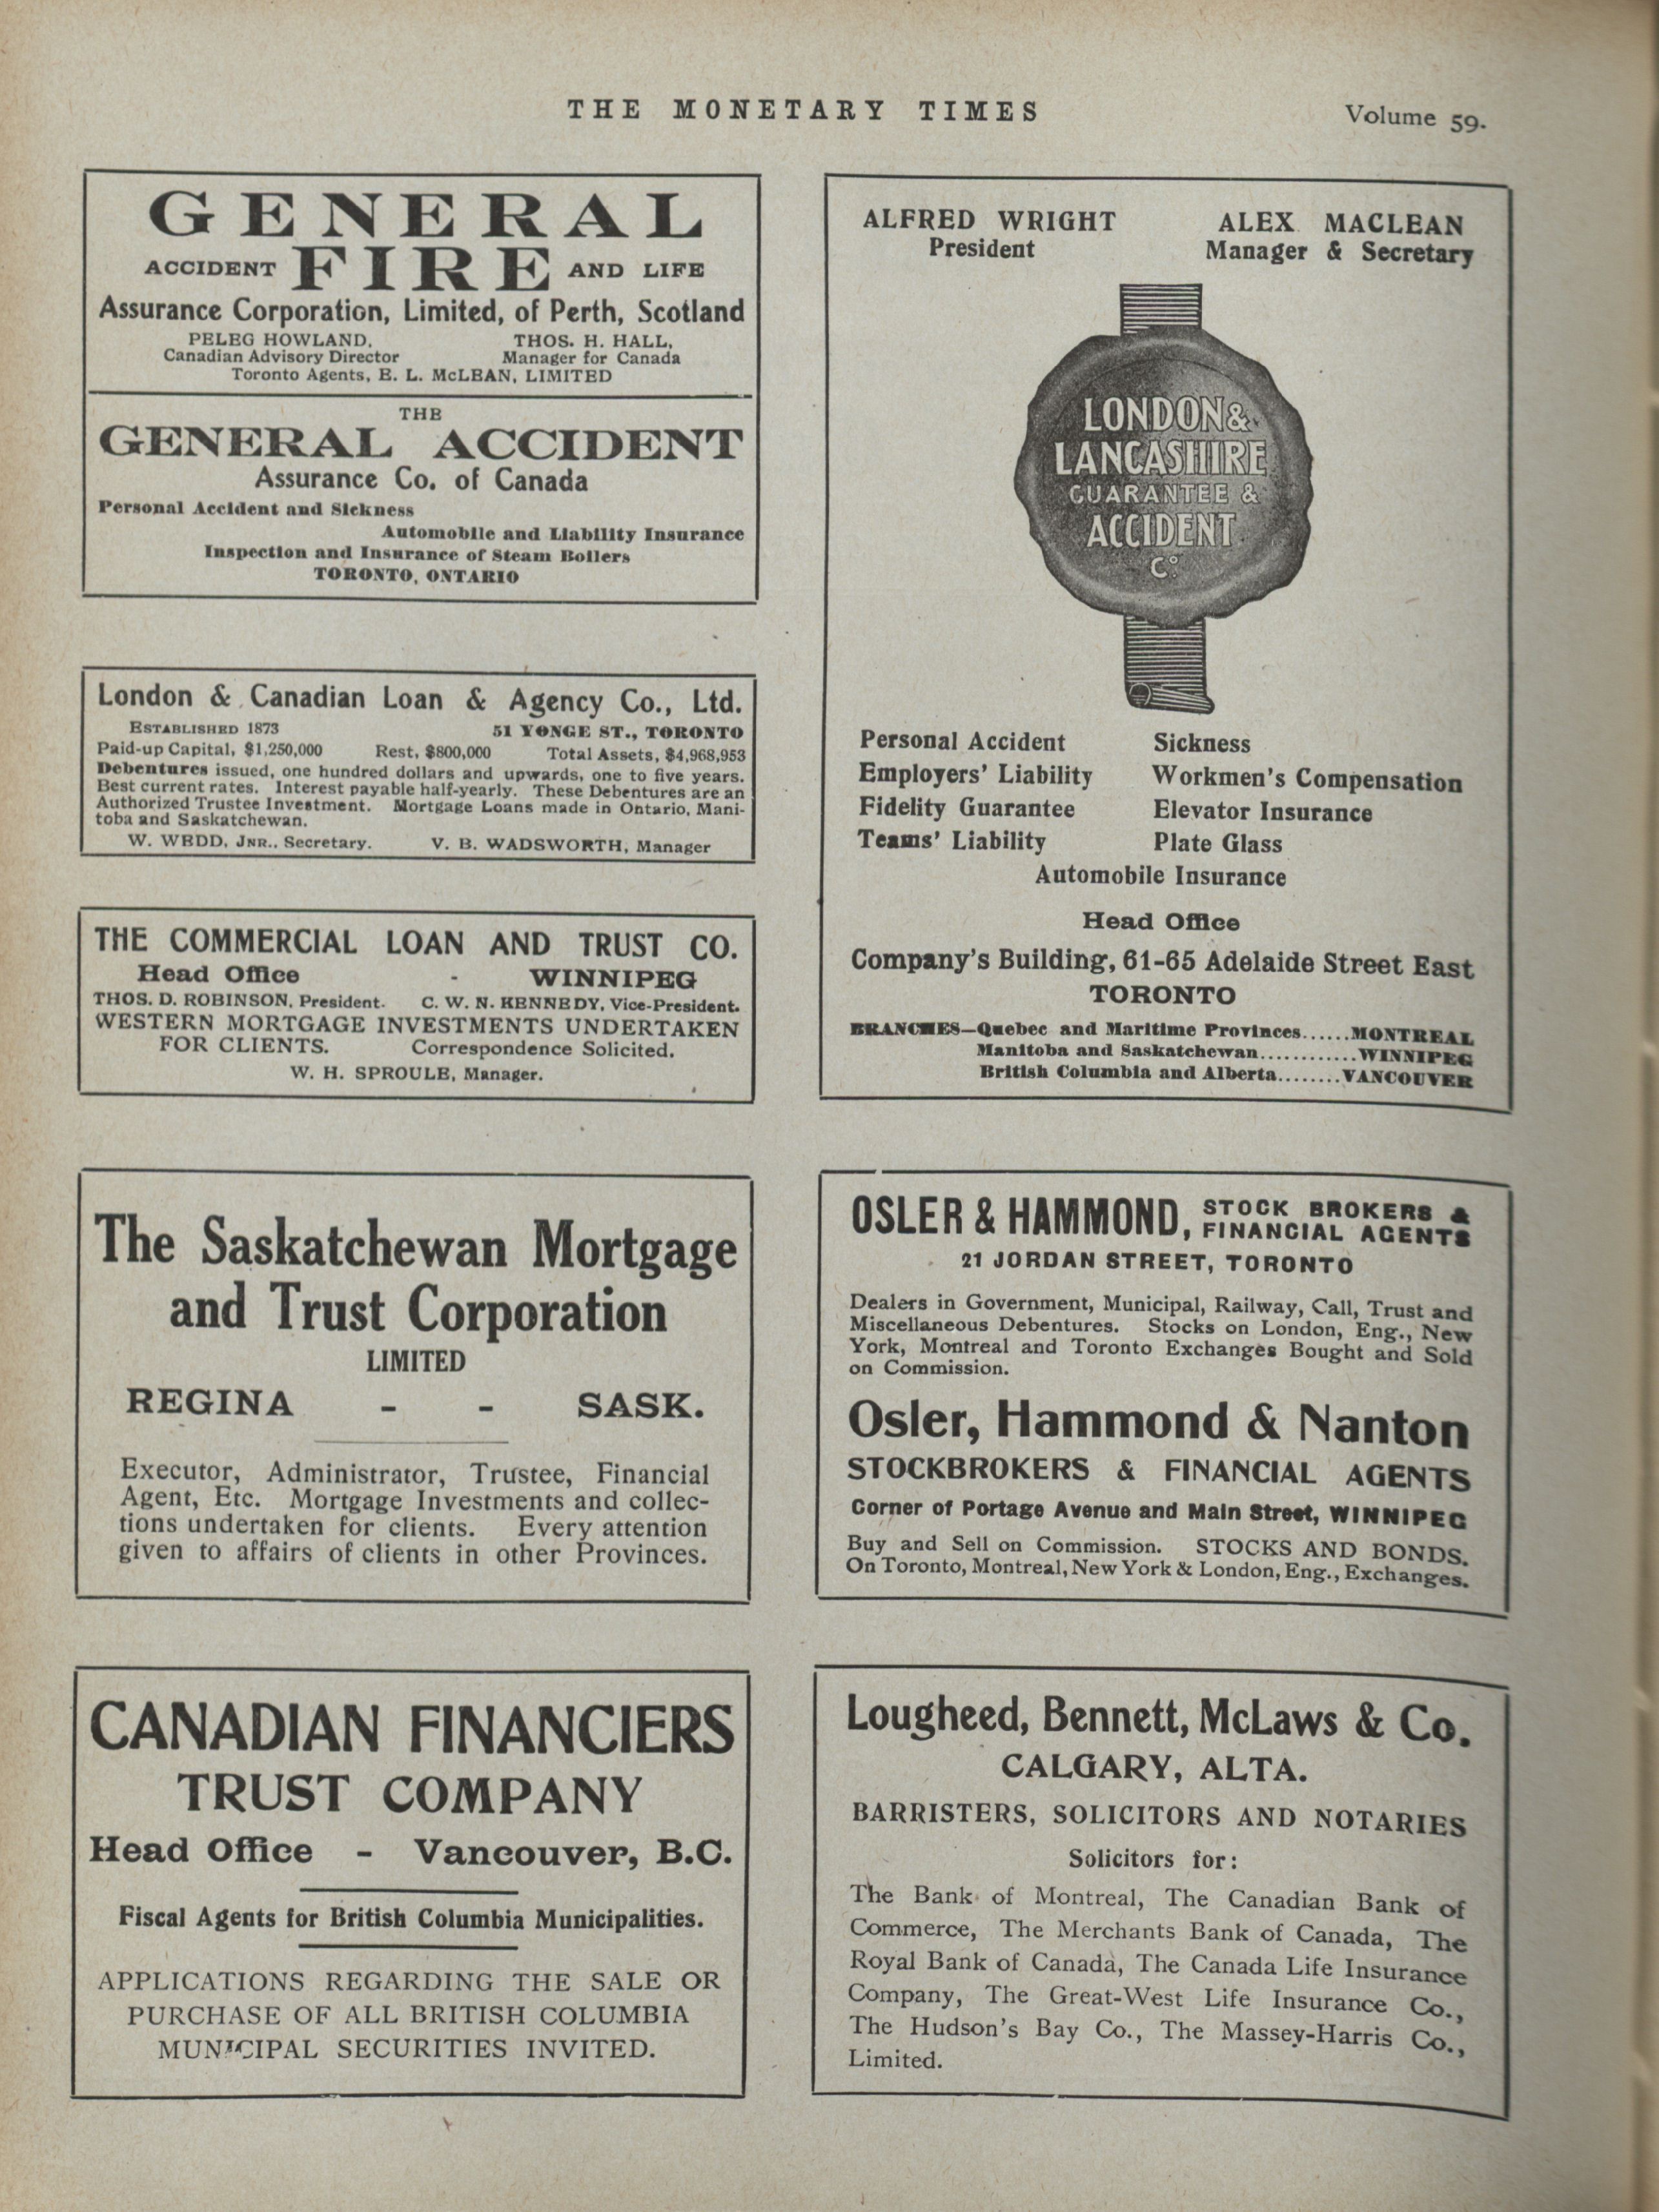 THE MONETARY TIMES
Volume 59.
GENERAL
ACCIDENT FIRE AND LIFE
Assurance Corporation, Limited, of Perth, Scotland
PELEG HOWLAND, THOS. H. HALL,
Canadian Advisory Director Manager for Canada
Toronto Agents, E. L. McLEAN, LIMITED
THE
GENERAL ACCIDENT
Assurance Co. of Canada
Personal Accident and Sickness
Automobile and Liability Insurance
Inspection and Insurance of Steam Boilers
TORONTO, ONTARIO
London & Canadian Loan & Agency Co., Ltd.
ESTABLISHED 1873 51 YONGE ST., TORONTO
Paid-up Capital, $1,250,000 Rest, $800,000 Total Assets, $4,968,953
Debentures issued, one hundred dollars and upwards, one to five years.
Best current rates. Interest payable half-yearly. These Debentures are an
Authorized Trustee Investment. Mortgage Loans made in Ontario, Mani-
toba and Saskatchewan.
W. WEDD, JNR., Secretary. V. B. WADSWORTH, Manager
THE COMMERCIAL LOAN AND TRUST CO.
Head Office - WINNIPEG
THOS. D. ROBINSON, President. C. W. N. KENNEDY, Vice-President.
WESTERN MORTGAGE INVESTMENTS UNDERTAKEN
FOR CLIENTS. Correspondence Solicited.
W. H. SPROULE, Manager.
The Saskatchewan Mortgage
and Trust Corporation
LIMITED
REGINA - - SASK.
Executor, Administrator, Trustee, Financial
Agent, Etc. Mortgage Investments and collec-
tions undertaken for clients. Every attention
given to affairs of clients in other Provinces.
CANADIAN FINANCIERS
TRUST COMPANY
Head Office - Vancouver, B.C.
Fiscal Agents for British Columbia Municipalities.
APPLICATIONS REGARDING THE SALE OR
PURCHASE OF ALL BRITISH COLUMBIA
MUNICIPAL SECURITIES INVITED.
ALFRED WRIGHT ALEX. MACLEAN
President Manager & Secretary
LONDON &
LANCASHIRE
GUARANTEE &
ACCIDENT
Co.
Personal Accident Sickness
Employers' Liability Workmen's Compensation
Fidelity Guarantee Elevator Insurance
Teams' Liability Plate Glass
Automobile Insurance
Head Office
Company's Building, 61-65 Adelaide Street East
TORONTO
BRANCHES—Quebec and Maritime Provinces......MONTREAL
Manitoba and Saskatchewan............WINNIPEG
British Columbia and Alberta........VANCOUVER
OSLER & HAMMOND, STOCK BROKERS &
FINANCIAL AGENTS
21 JORDAN STREET, TORONTO
Dealers in Government, Municipal, Railway, Call, Trust and
Miscellaneous Debentures. Stocks on London, Eng., New
York, Montreal and Toronto Exchanges Bought and Sold
on Commission.
Osler, Hammond & Nanton
STOCKBROKERS & FINANCIAL AGENTS
Corner of Portage Avenue and Main Street, WINNIPEG
Buy and Sell on Commission. STOCKS AND BONDS.
On Toronto, Montreal, New York & London, Eng., Exchanges.
Lougheed, Bennett, McLaws & Co.
CALGARY, ALTA.
BARRISTERS, SOLICITORS AND NOTARIES
Solicitors for:
The Bank of Montreal, The Canadian Bank of
Commerce, The Merchants Bank of Canada, The
Royal Bank of Canada, The Canada Life Insurance
Company, The Great-West Life Insurance Co.,
The Hudson's Bay Co., The Massey-Harris Co.,
Limited.